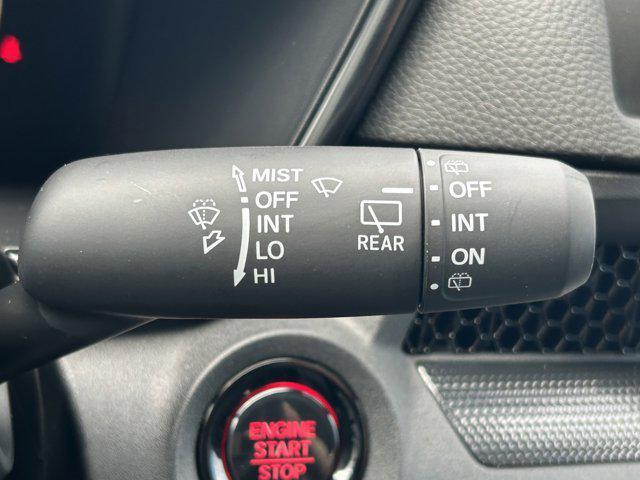 MIST
OFF
INT
LO
HI
REAR
OFF
INT
ON
ENGINE
START
STOP